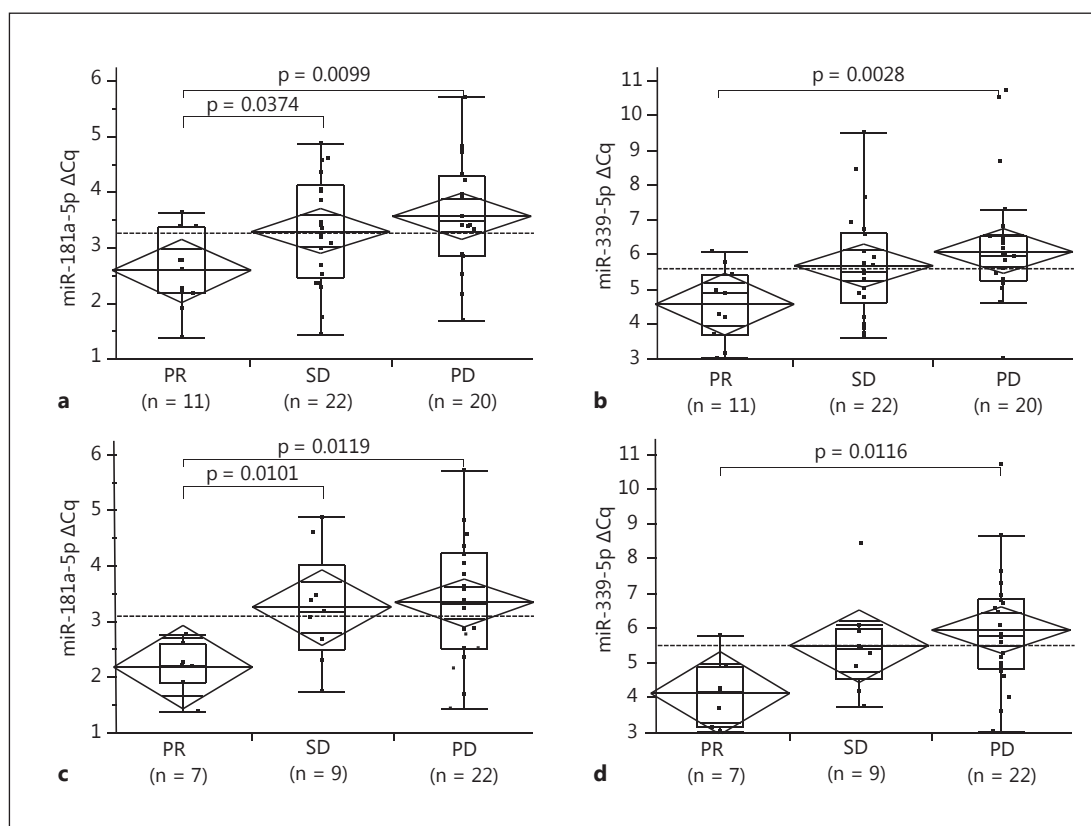 miR-181a-5p ΔCq
6
5
4
3
2
1
p = 0.0099
p = 0.0374
PR SD PD
a (n = 11) (n = 22) (n = 20)
miR-339-5p ΔCq
11
10
9
8
7
6
5
4
3
p = 0.0028
PR SD PD
b (n = 11) (n = 22) (n = 20)
miR-181a-5p ΔCq
6
5
4
3
2
1
p = 0.0119
p = 0.0101
PR SD PD
c (n = 7) (n = 9) (n = 22)
miR-339-5p ΔCq
11
10
9
8
7
6
5
4
3
p = 0.0116
PR SD PD
d (n = 7) (n = 9) (n = 22)